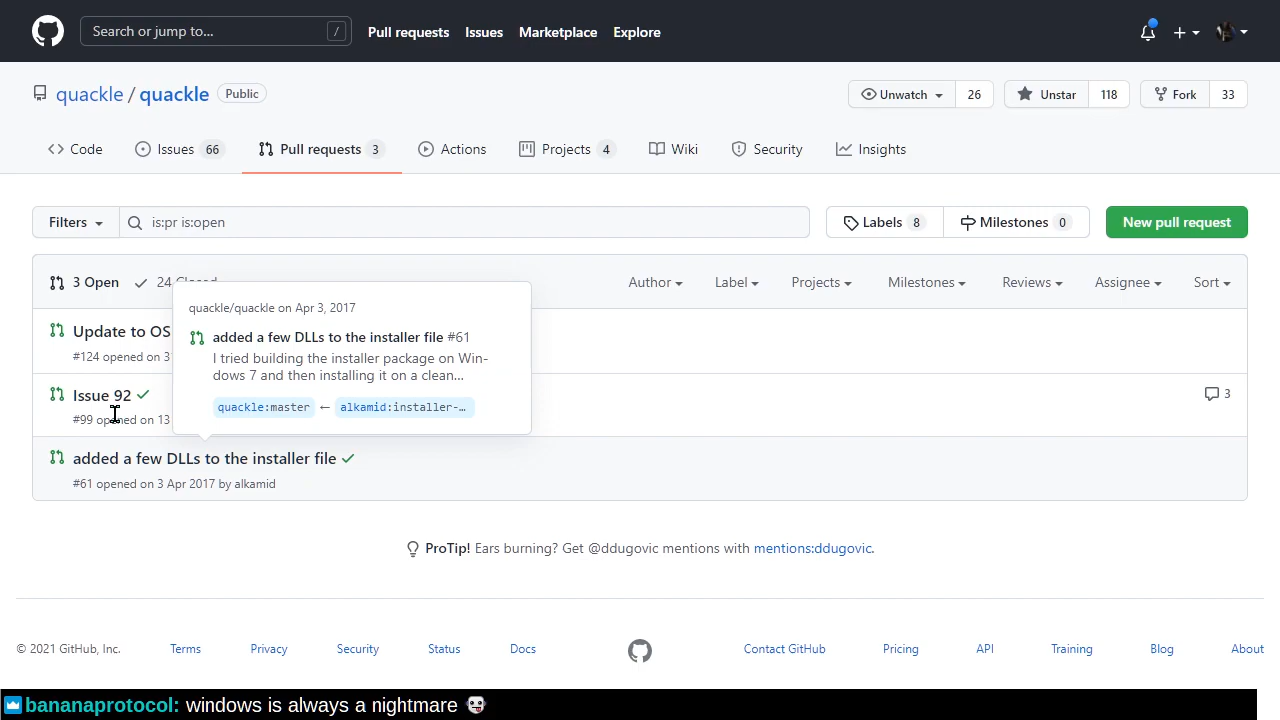 Search or jump to... /
Pull requests Issues Marketplace Explore
quackle / quackle Public
Unwatch 26 Unstar 118 Fork 33
Code Issues 66 Pull requests 3 Actions Projects 4 Wiki Security Insights
Filters is:pr is:open Labels 8 Milestones 0 New pull request
3 Open 24 Closed Author Label Projects Milestones Reviews Assignee Sort
quackle/quackle on Apr 3, 2017
added a few DLLs to the installer file #61
I tried building the installer package on Win-
dows 7 and then installing it on a clean...
quackle:master ← alkamid:installer-…
Update to OS
#124 opened on 3
Issue 92
#99 opened on 13
3
added a few DLLs to the installer file
#61 opened on 3 Apr 2017 by alkamid
ProTip! Ears burning? Get @ddugovic mentions with mentions:ddugovic.
© 2021 GitHub, Inc. Terms Privacy Security Status Docs Contact GitHub Pricing API Training Blog About
bananaprotocol: windows is always a nightmare